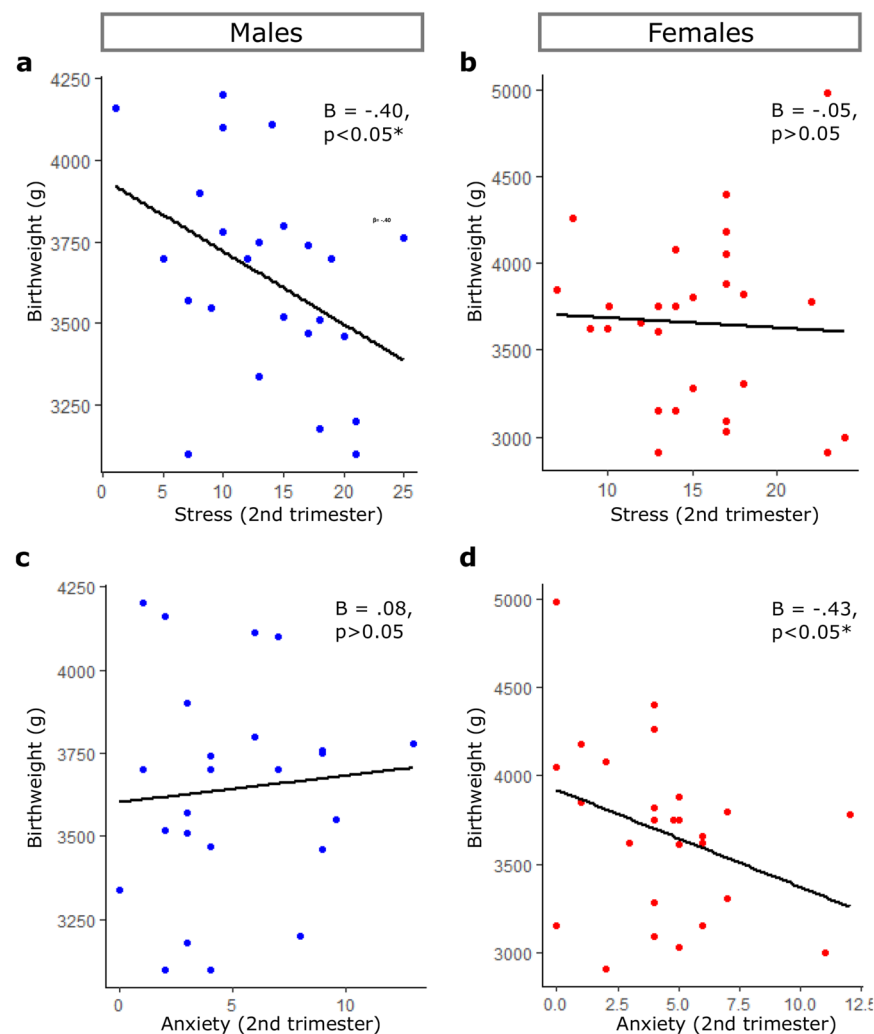 Males
Females
a
b
B = -.40,
p<0.05*
β= -.40
B = -.05,
p>0.05
Birthweight (g)
4250
4000
3750
3500
3250
0 5 10 15 20 25
Stress (2nd trimester)
Birthweight (g)
5000
4500
4000
3500
3000
10 15 20
Stress (2nd trimester)
c
d
B = .08,
p>0.05
B = -.43,
p<0.05*
Birthweight (g)
4250
4000
3750
3500
3250
0 5 10
Anxiety (2nd trimester)
Birthweight (g)
5000
4500
4000
3500
3000
0.0 2.5 5.0 7.5 10.0 12.5
Anxiety (2nd trimester)